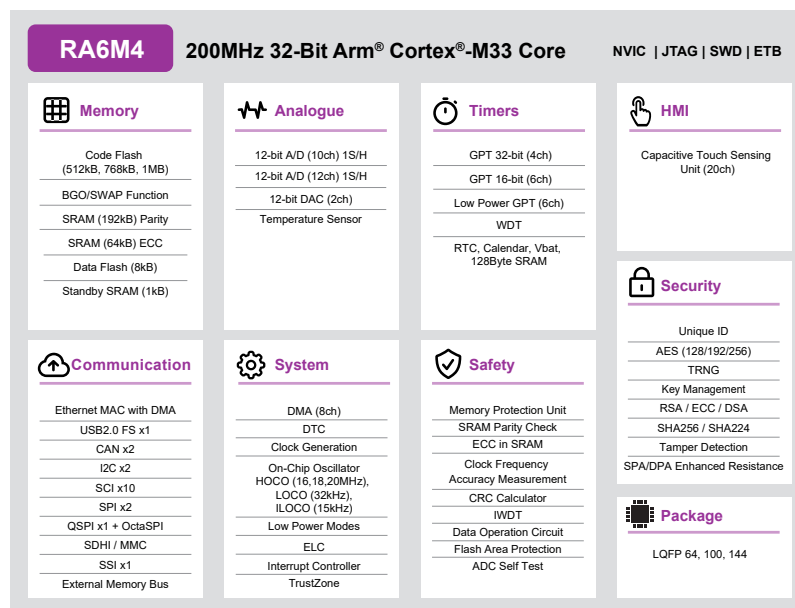 RA6M4
200MHz 32-Bit Arm® Cortex®-M33 Core
NVIC | JTAG | SWD | ETB
Memory
Code Flash
(512kB, 768kB, 1MB)
BGO/SWAP Function
SRAM (192kB) Parity
SRAM (64kB) ECC
Data Flash (8kB)
Standby SRAM (1kB)
Analogue
12-bit A/D (10ch) 1S/H
12-bit A/D (12ch) 1S/H
12-bit DAC (2ch)
Temperature Sensor
Timers
GPT 32-bit (4ch)
GPT 16-bit (6ch)
Low Power GPT (6ch)
WDT
RTC, Calendar, Vbat,
128Byte SRAM
HMI
Capacitive Touch Sensing
Unit (20ch)
Communication
Ethernet MAC with DMA
USB2.0 FS x1
CAN x2
I2C x2
SCI x10
SPI x2
QSPI x1 + OctaSPI
SDHI / MMC
SSI x1
External Memory Bus
System
DMA (8ch)
DTC
Clock Generation
On-Chip Oscillator
HOCO (16,18,20MHz),
LOCO (32kHz),
ILOCO (15kHz)
Low Power Modes
ELC
Interrupt Controller
TrustZone
Safety
Memory Protection Unit
SRAM Parity Check
ECC in SRAM
Clock Frequency
Accuracy Measurement
CRC Calculator
IWDT
Data Operation Circuit
Flash Area Protection
ADC Self Test
Security
Unique ID
AES (128/192/256)
TRNG
Key Management
RSA / ECC / DSA
SHA256 / SHA224
Tamper Detection
SPA/DPA Enhanced Resistance
Package
LQFP 64, 100, 144